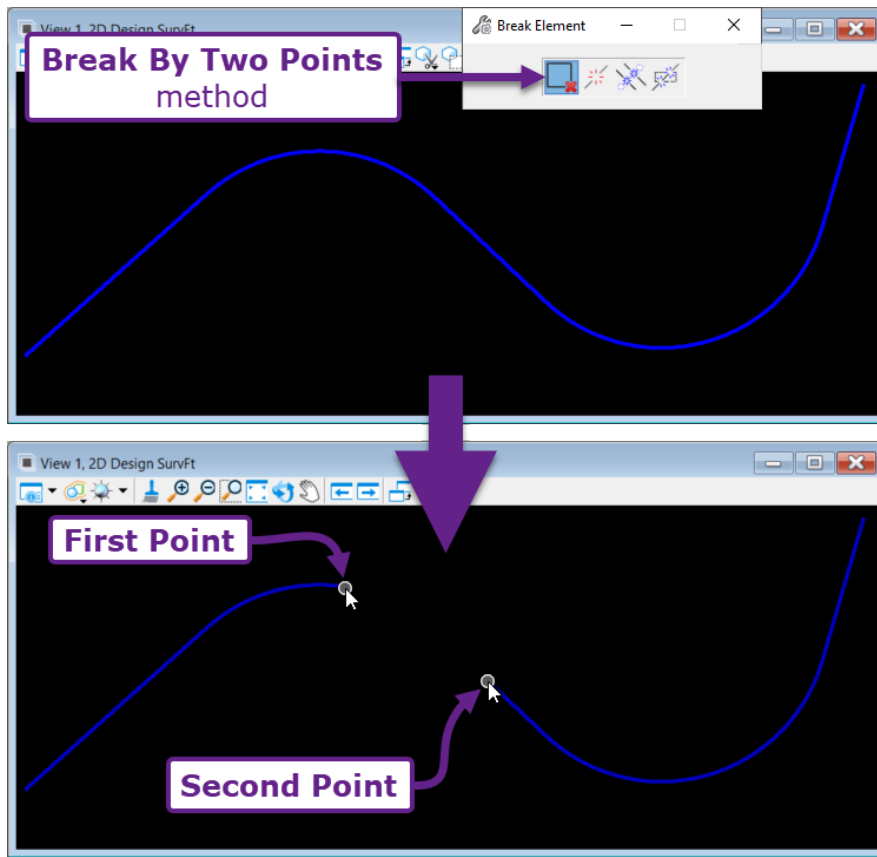 View 1, 2D Design SurvFt
Break Element
Break By Two Points
method
View 1, 2D Design SurvFt
First Point
Second Point